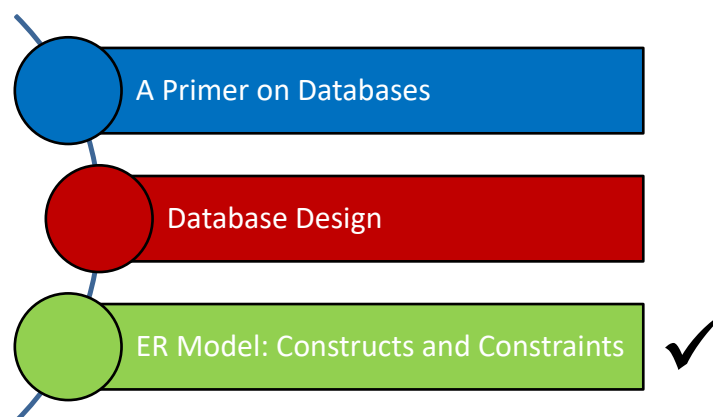 A Primer on Databases
Database Design
ER Model: Constructs and Constraints